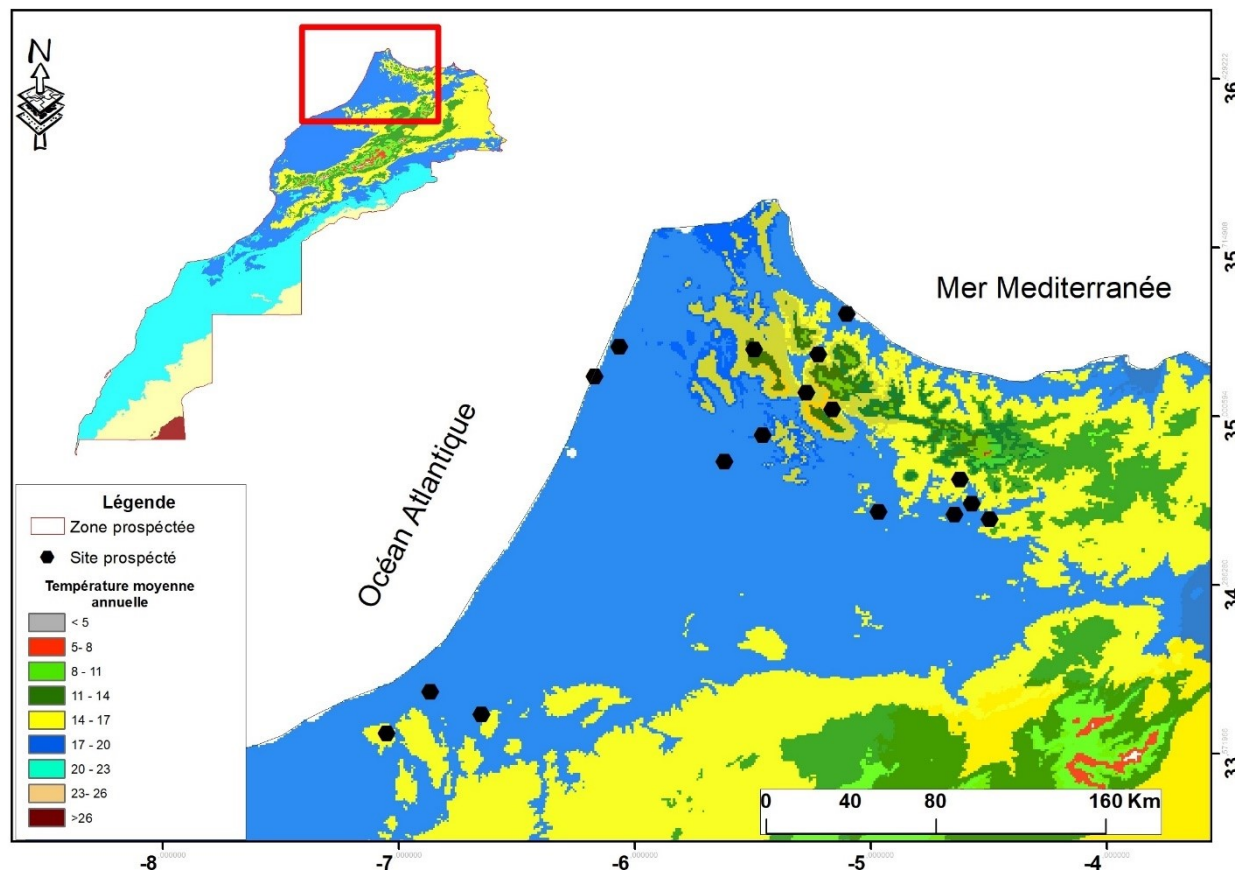 N
Mer Mediterranée
Océan Atlantique
Légende
Zone prospéctée
Site prospécté
Température moyenne
annuelle
< 5
5- 8
8 - 11
11 - 14
14 - 17
17 - 20
20 - 23
23- 26
>26
0 40 80 160 Km
-8 -7 -6 -5 -4
36
35
35
34
33